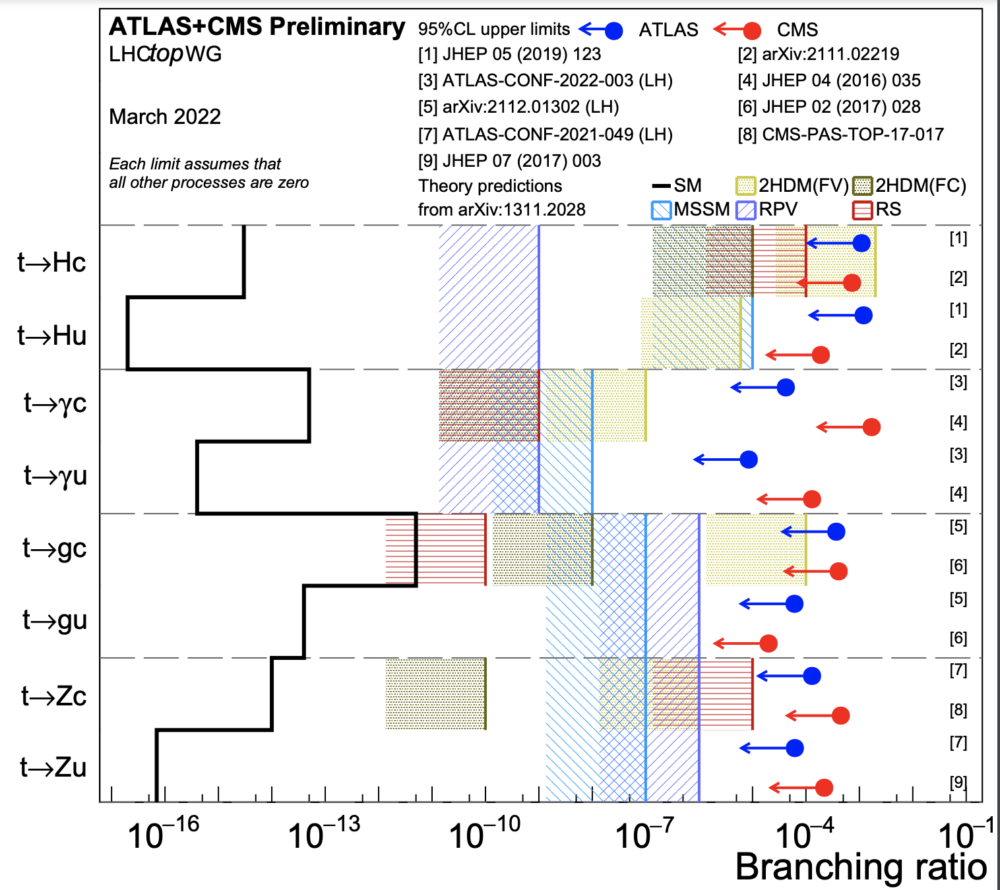 ATLAS+CMS Preliminary
LHCtopWG
March 2022
Each limit assumes that
all other processes are zero
95%CL upper limits ATLAS CMS
[1] JHEP 05 (2019) 123 [2] arXiv:2111.02219
[3] ATLAS-CONF-2022-003 (LH) [4] JHEP 04 (2016) 035
[5] arXiv:2112.01302 (LH) [6] JHEP 02 (2017) 028
[7] ATLAS-CONF-2021-049 (LH) [8] CMS-PAS-TOP-17-017
[9] JHEP 07 (2017) 003
Theory predictions SM 2HDM(FV) 2HDM(FC)
from arXiv:1311.2028 MSSM RPV RS
[1]
t→Hc
[2]
[1]
t→Hu
[2]
[3]
t→γc
[4]
[3]
t→γu
[4]
[5]
t→gc
[6]
[5]
t→gu
[6]
[7]
t→Zc
[8]
[7]
t→Zu
[9]
10⁻¹⁶ 10⁻¹³ 10⁻¹⁰ 10⁻⁷ 10⁻⁴ 10⁻¹
Branching ratio